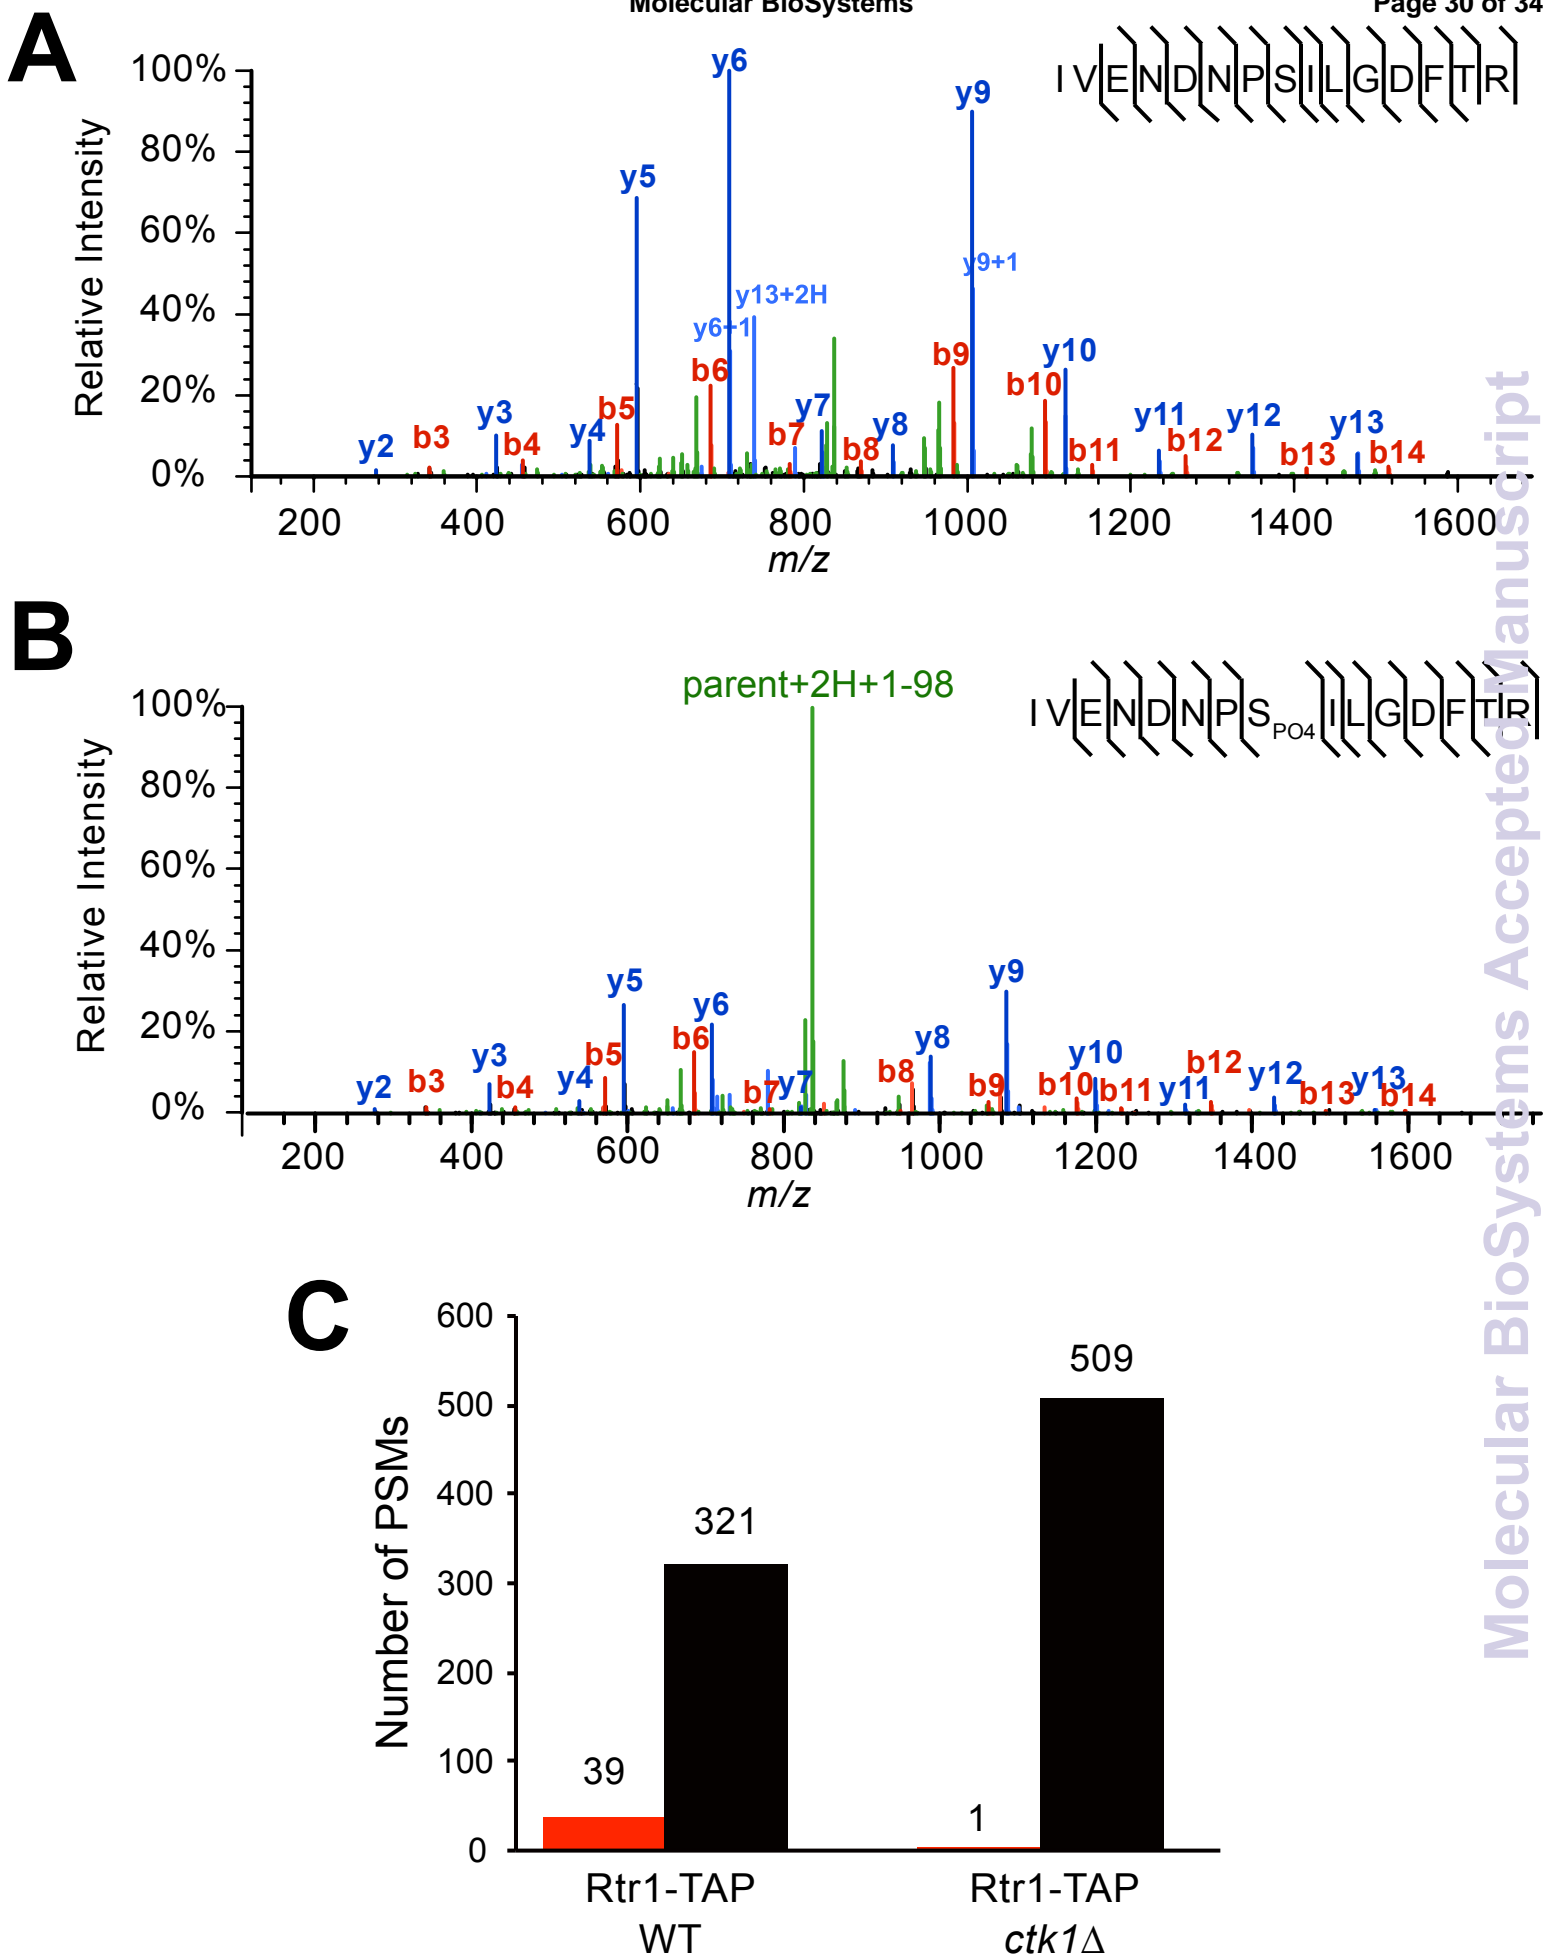 Molecular BioSystems
Page 30 of 34
A
IVENDNPSILGDFTR
Relative Intensity
100%
80%
60%
40%
20%
0%
y6
y9
y5
y9+1
y13+2H
y6+1
b6
b9
y10
b10
y3
b5
y7
y11
y12
y13
y2
b3
b4
y4
b7
y8
b8
b11
b12
b13
b14
200
400
600
800
1000
1200
1400
1600
m/z
B
parent+2H+1-98
IVENDNPSPO4ILGDFTR
Relative Intensity
100%
80%
60%
40%
20%
0%
y5
y9
y6
b6
y8
y3
b5
y10
b12
y2
b3
b4
y4
b7
y7
b8
b9
b10
b11
y11
y12
b13
y13
b14
200
400
600
800
1000
1200
1400
1600
m/z
C
Number of PSMs
600
500
400
300
200
100
0
39
321
1
509
Rtr1-TAP
WT
Rtr1-TAP
ctk1Δ
Molecular BioSystems Accepted Manuscript